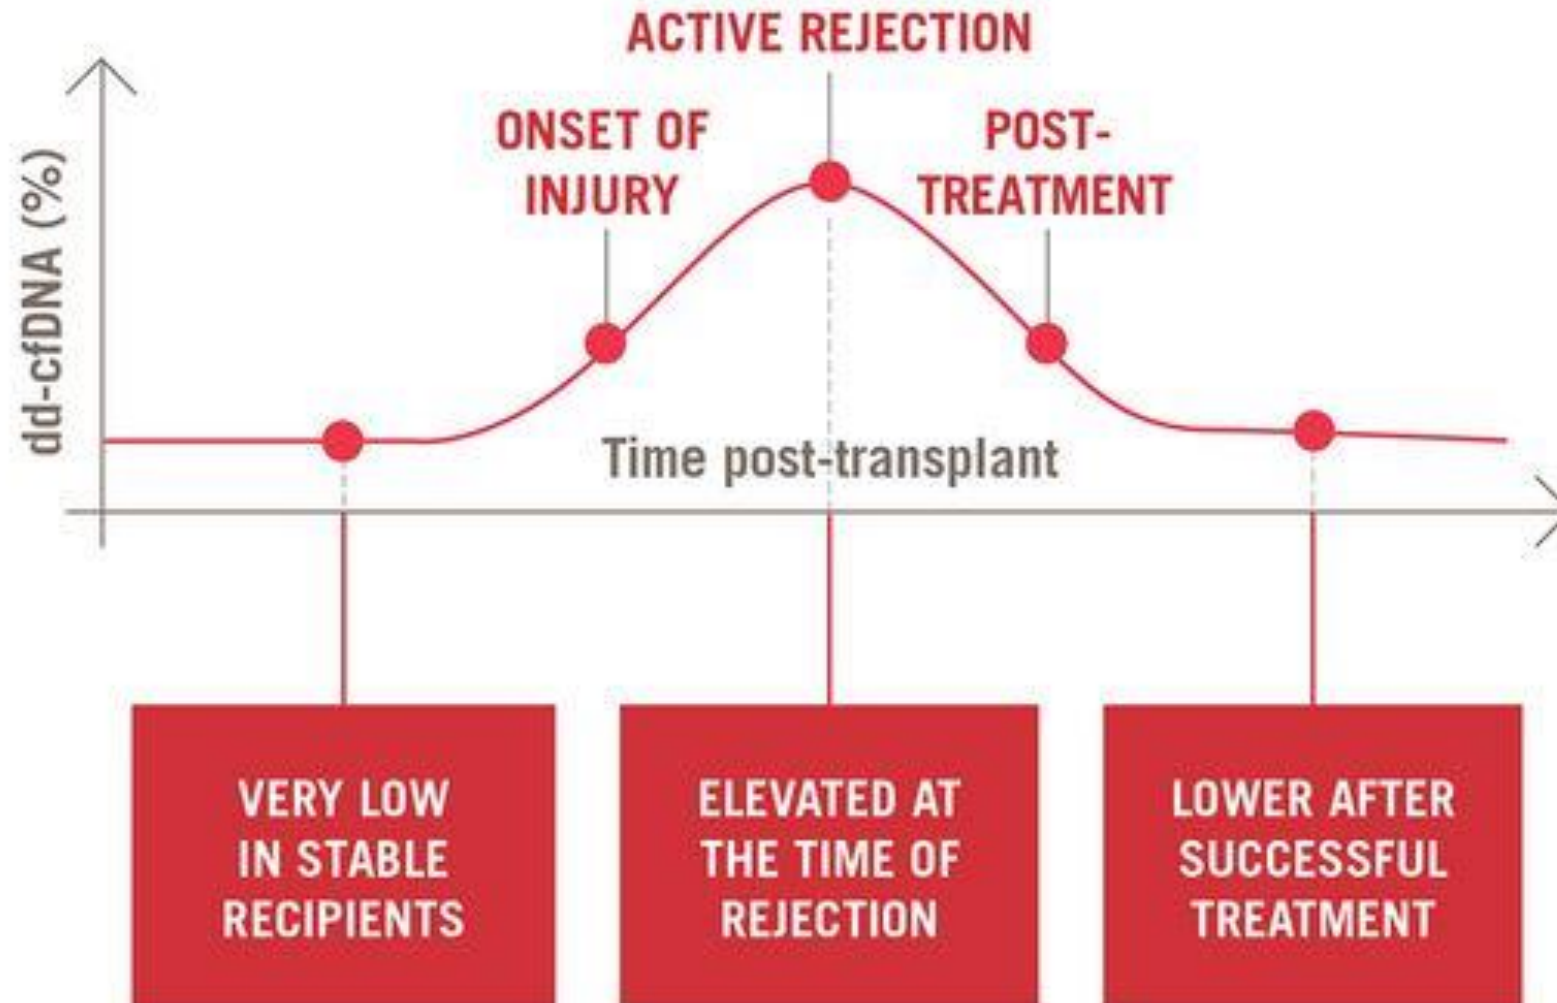 ACTIVE REJECTION
ONSET OF
INJURY
POST-
TREATMENT
dd-cfDNA (%)
Time post-transplant
VERY LOW
IN STABLE
RECIPIENTS
ELEVATED AT
THE TIME OF
REJECTION
LOWER AFTER
SUCCESSFUL
TREATMENT